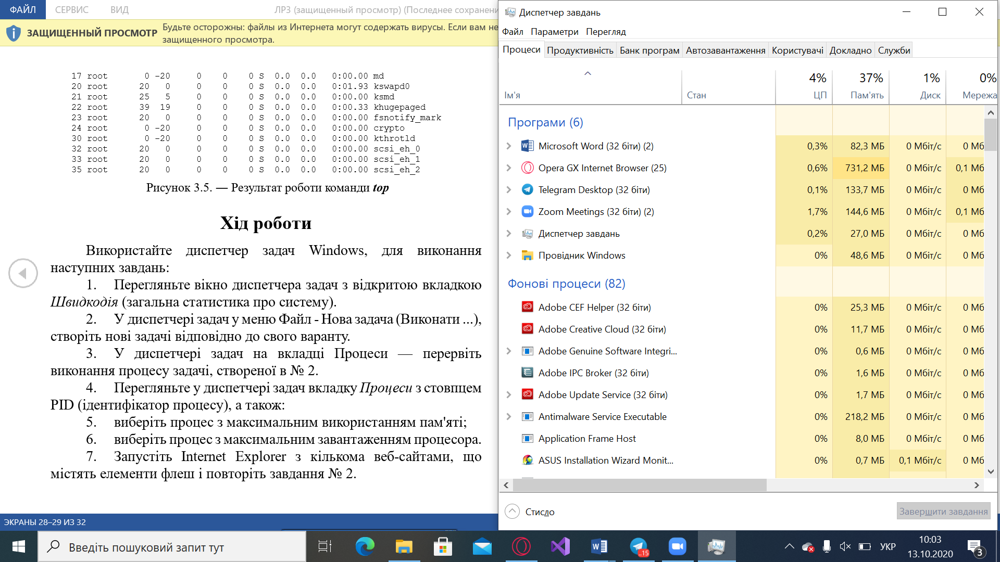 ФАЙЛ СЕРВИС ВИД
ЛР3 (защищенный просмотр) (Последнее сохранени
ЗАЩИЩЕННЫЙ ПРОСМОТР Будьте осторожны: файлы из Интернета могут содержать вирусы. Если вам не
защищенного просмотра.
17 root 0 -20 0 0 0 S 0.0 0.0 0:00.00 md
20 root 20 0 0 0 0 S 0.0 0.0 0:01.93 kswapd0
21 root 25 5 0 0 0 S 0.0 0.0 0:00.00 ksmd
22 root 39 19 0 0 0 S 0.0 0.0 0:00.33 khugepaged
23 root 20 0 0 0 0 S 0.0 0.0 0:00.00 fsnotify_mark
24 root 0 -20 0 0 0 S 0.0 0.0 0:00.00 crypto
30 root 0 -20 0 0 0 S 0.0 0.0 0:00.00 kthrotld
32 root 20 0 0 0 0 S 0.0 0.0 0:00.00 scsi_eh_0
33 root 20 0 0 0 0 S 0.0 0.0 0:00.00 scsi_eh_1
35 root 20 0 0 0 0 S 0.0 0.0 0:00.00 scsi_eh_2
Рисунок 3.5. — Результат роботи команди top
Хід роботи
Використайте диспетчер задач Windows, для виконання
наступних завдань:
1. Перегляньте вікно диспетчера задач з відкритою вкладкою
Швидкодія (загальна статистика про систему).
2. У диспетчері задач у меню Файл - Нова задача (Виконати ...),
створіть нові задачі відповідно до свого варанту.
3. У диспетчері задач на вкладці Процеси — перервіть
виконання процесу задачі, створеної в № 2.
4. Перегляньте у диспетчері задач вкладку Процеси з стовпцем
PID (ідентифікатор процесу), а також:
5. виберіть процес з максимальним використанням пам'яті;
6. виберіть процес з максимальним завантаженням процесора.
7. Запустіть Internet Explorer з кількома веб-сайтами, що
містять елементи флеш і повторіть завдання № 2.
ЭКРАНЫ 28–29 ИЗ 32
Диспетчер завдань
Файл Параметри Перегляд
Процеси Продуктивність Банк програм Автозавантаження Користувачі Докладно Служби
4% 37% 1% 0%
Ім'я Стан ЦП Пам'ять Диск Мережа
Програми (6)
Microsoft Word (32 біти) (2) 0,3% 82,3 МБ 0 Мбіт/с 0 Мб
Opera GX Internet Browser (25) 0,6% 731,2 МБ 0 Мбіт/с 0,1 Мб
Telegram Desktop (32 біти) 0,1% 133,7 МБ 0 Мбіт/с 0 Мб
Zoom Meetings (32 біти) (2) 1,7% 144,6 МБ 0 Мбіт/с 0,1 Мб
Диспетчер завдань 0,2% 27,0 МБ 0 Мбіт/с 0 Мб
Провідник Windows 0% 48,6 МБ 0 Мбіт/с 0 Мб
Фонові процеси (82)
Adobe CEF Helper (32 біти) 0% 25,3 МБ 0 Мбіт/с 0 Мб
Adobe Creative Cloud (32 біти) 0% 11,7 МБ 0 Мбіт/с 0 Мб
Adobe Genuine Software Integri... 0% 0,6 МБ 0 Мбіт/с 0 Мб
Adobe IPC Broker (32 біти) 0% 1,6 МБ 0 Мбіт/с 0 Мб
Adobe Update Service (32 біти) 0% 1,7 МБ 0 Мбіт/с 0 Мб
Antimalware Service Executable 0% 218,2 МБ 0 Мбіт/с 0 Мб
Application Frame Host 0% 8,0 МБ 0 Мбіт/с 0 Мб
ASUS Installation Wizard Monit... 0% 0,7 МБ 0,1 Мбіт/с 0 Мб
Стисло Завершити завдання
Введіть пошуковий запит тут
..15
УКР
10:03
13.10.2020
3